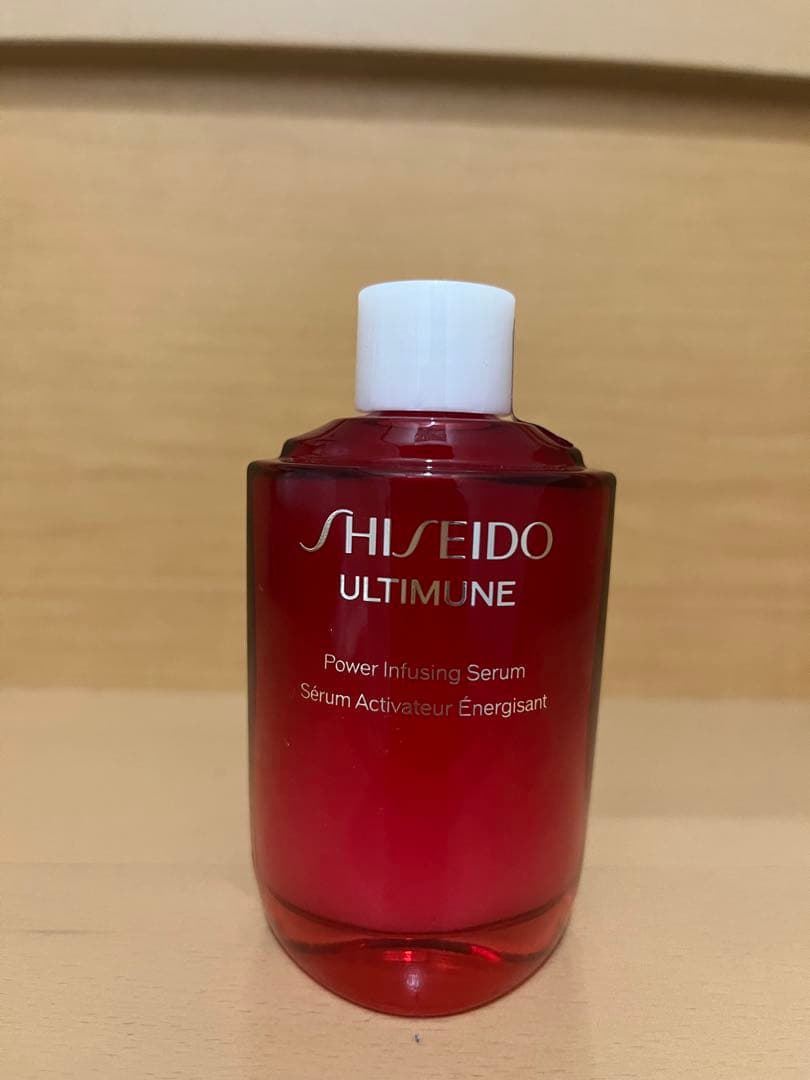 SHISEIDO
ULTIMUNE
Power Infusing Serum
Sérum Activateur Énergisant